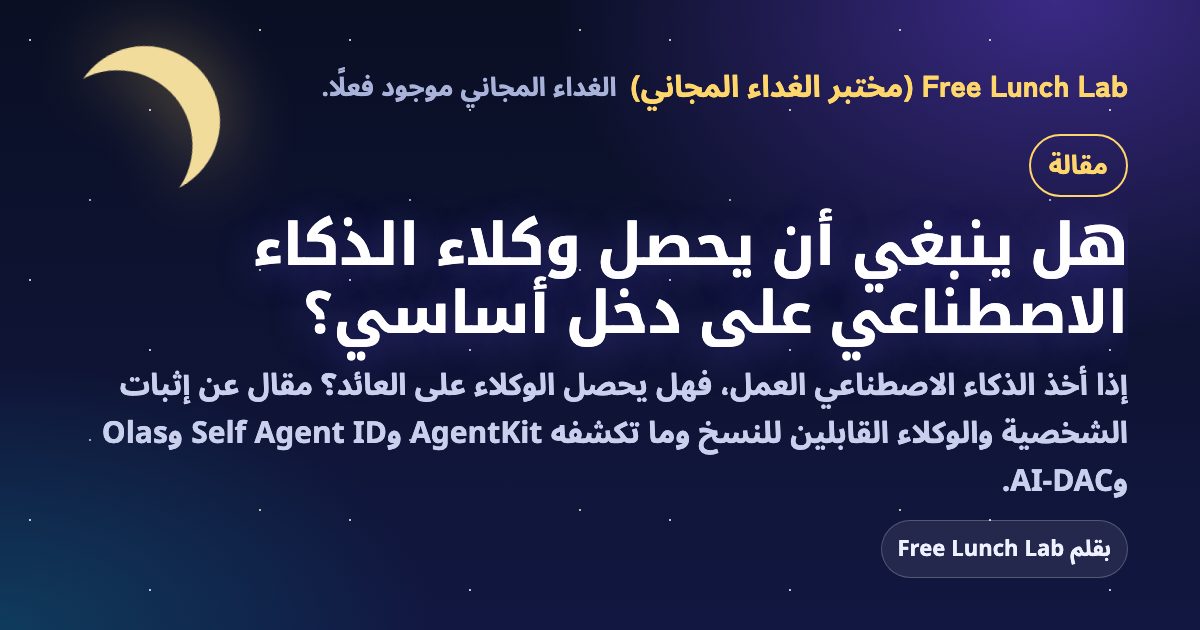 Free Lunch Lab (مختبر الغداء المجاني) الغداء المجاني موجود فعلًا.
مقالة
هل ينبغي أن يحصل وكلاء الذكاء
الاصطناعي على دخل أساسي؟
إذا أخذ الذكاء الاصطناعي العمل، فهل يحصل الوكلاء على العائد؟ مقال عن إثبات
الشخصية والوكلاء القابلين للنسخ وما تكشفه AgentKit وSelf Agent ID وOlas
وAI-DAC.
بقلم Free Lunch Lab